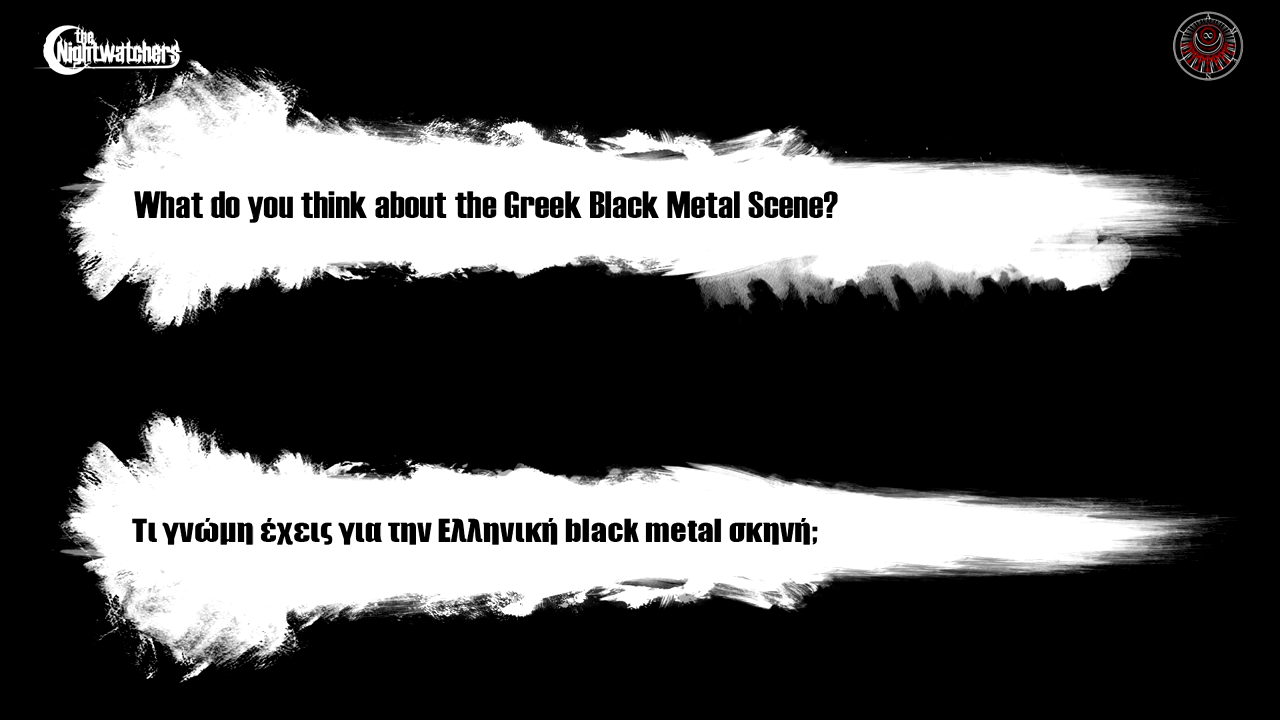 the
Nightwatchers
What do you think about the Greek Black Metal Scene?
Τι γνώμη έχεις για την Ελληνική black metal σκηνή;